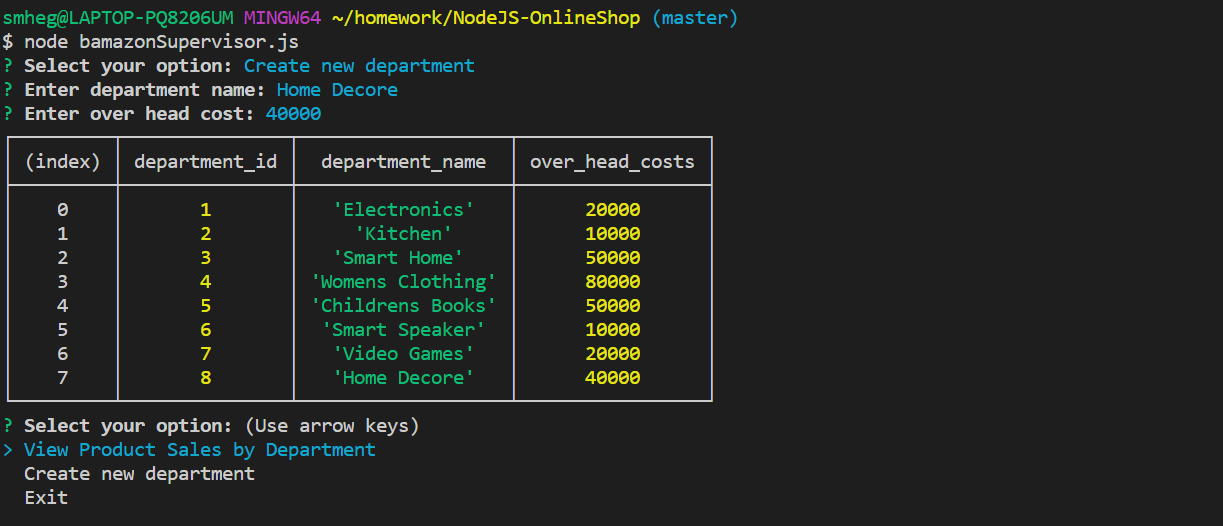 smheg@LAPTOP-PQ8206UM MINGW64 ~/homework/NodeJS-OnlineShop (master)
$ node bamazonSupervisor.js
? Select your option: Create new department
? Enter department name: Home Decore
? Enter over head cost: 40000
(index) department_id department_name over_head_costs
0 1 'Electronics' 20000
1 2 'Kitchen' 10000
2 3 'Smart Home' 50000
3 4 'Womens Clothing' 80000
4 5 'Childrens Books' 50000
5 6 'Smart Speaker' 10000
6 7 'Video Games' 20000
7 8 'Home Decore' 40000
? Select your option: (Use arrow keys)
> View Product Sales by Department
Create new department
Exit